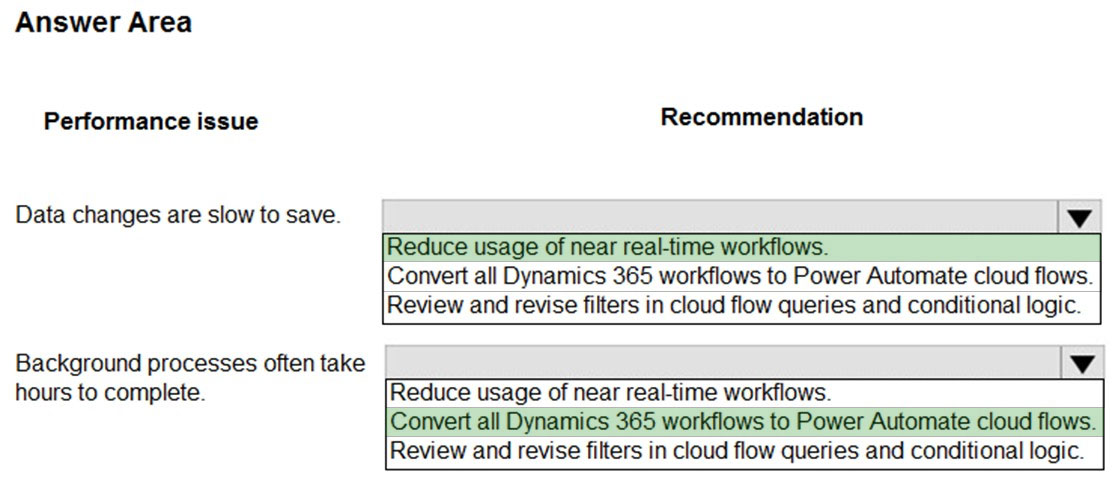 Answer Area
Performance issue
Recommendation
Data changes are slow to save.
Reduce usage of near real-time workflows.
Convert all Dynamics 365 workflows to Power Automate cloud flows.
Review and revise filters in cloud flow queries and conditional logic.
Background processes often take
hours to complete.
Reduce usage of near real-time workflows.
Convert all Dynamics 365 workflows to Power Automate cloud flows.
Review and revise filters in cloud flow queries and conditional logic.